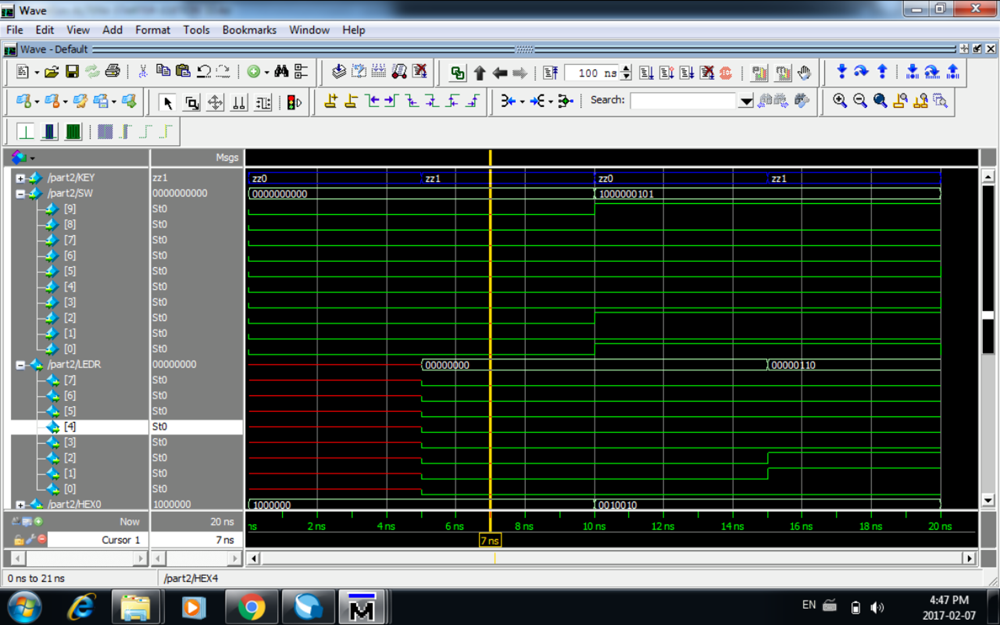 Wave
File Edit View Add Format Tools Bookmarks Window Help
Wave - Default
100 ns
Search:
Msgs
/part2/KEY zz1 zz0 zz1 zz0 zz1
/part2/SW 0000000000 0000000000 1000000101
[9] St0
[8] St0
[7] St0
[6] St0
[5] St0
[4] St0
[3] St0
[2] St0
[1] St0
[0] St0
/part2/LEDR 00000000 00000000 00000110
[7] St0
[6] St0
[5] St0
[4] St0
[3] St0
[2] St0
[1] St0
[0] St0
/part2/HEX0 1000000 1000000 0010010
Now 20 ns ns 2 ns 4 ns 6 ns 8 ns 10 ns 12 ns 14 ns 16 ns 18 ns 20 ns
Cursor 1 7 ns 7 ns
0 ns to 21 ns /part2/HEX4
EN 4:47 PM
2017-02-07